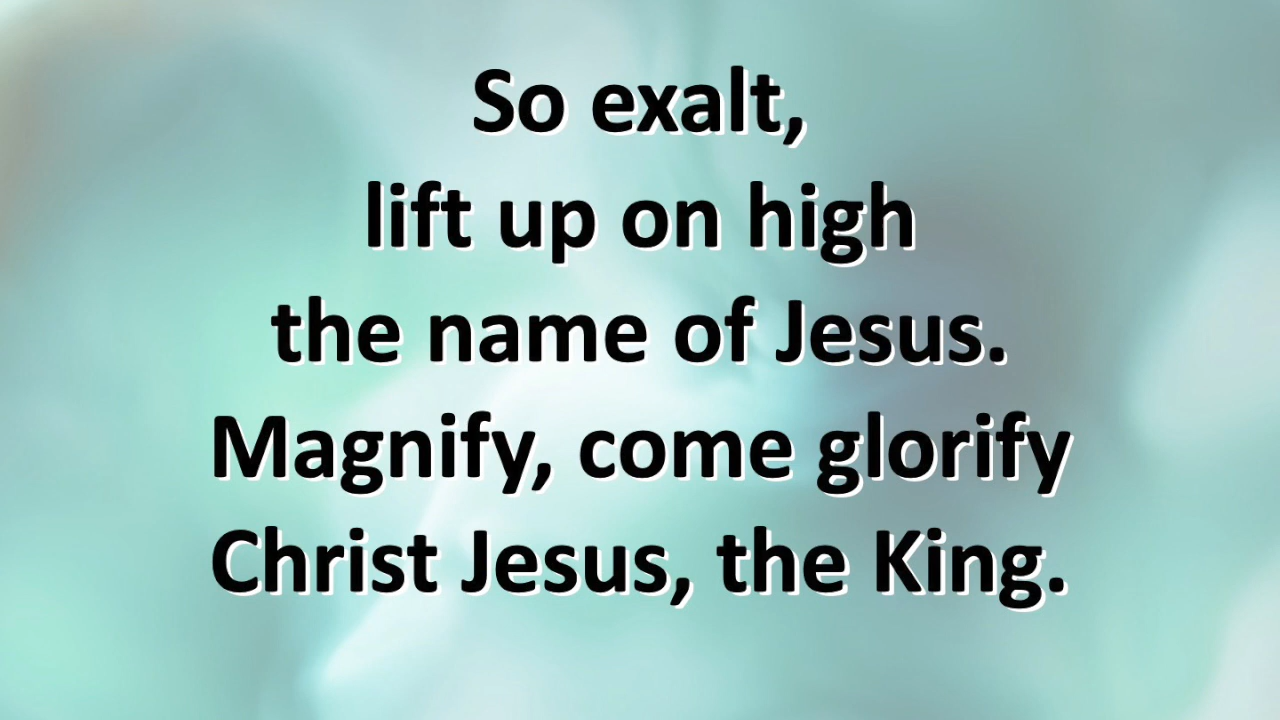 So exalt,
lift up on high
the name of Jesus.
Magnify, come glorify
Christ Jesus, the King.